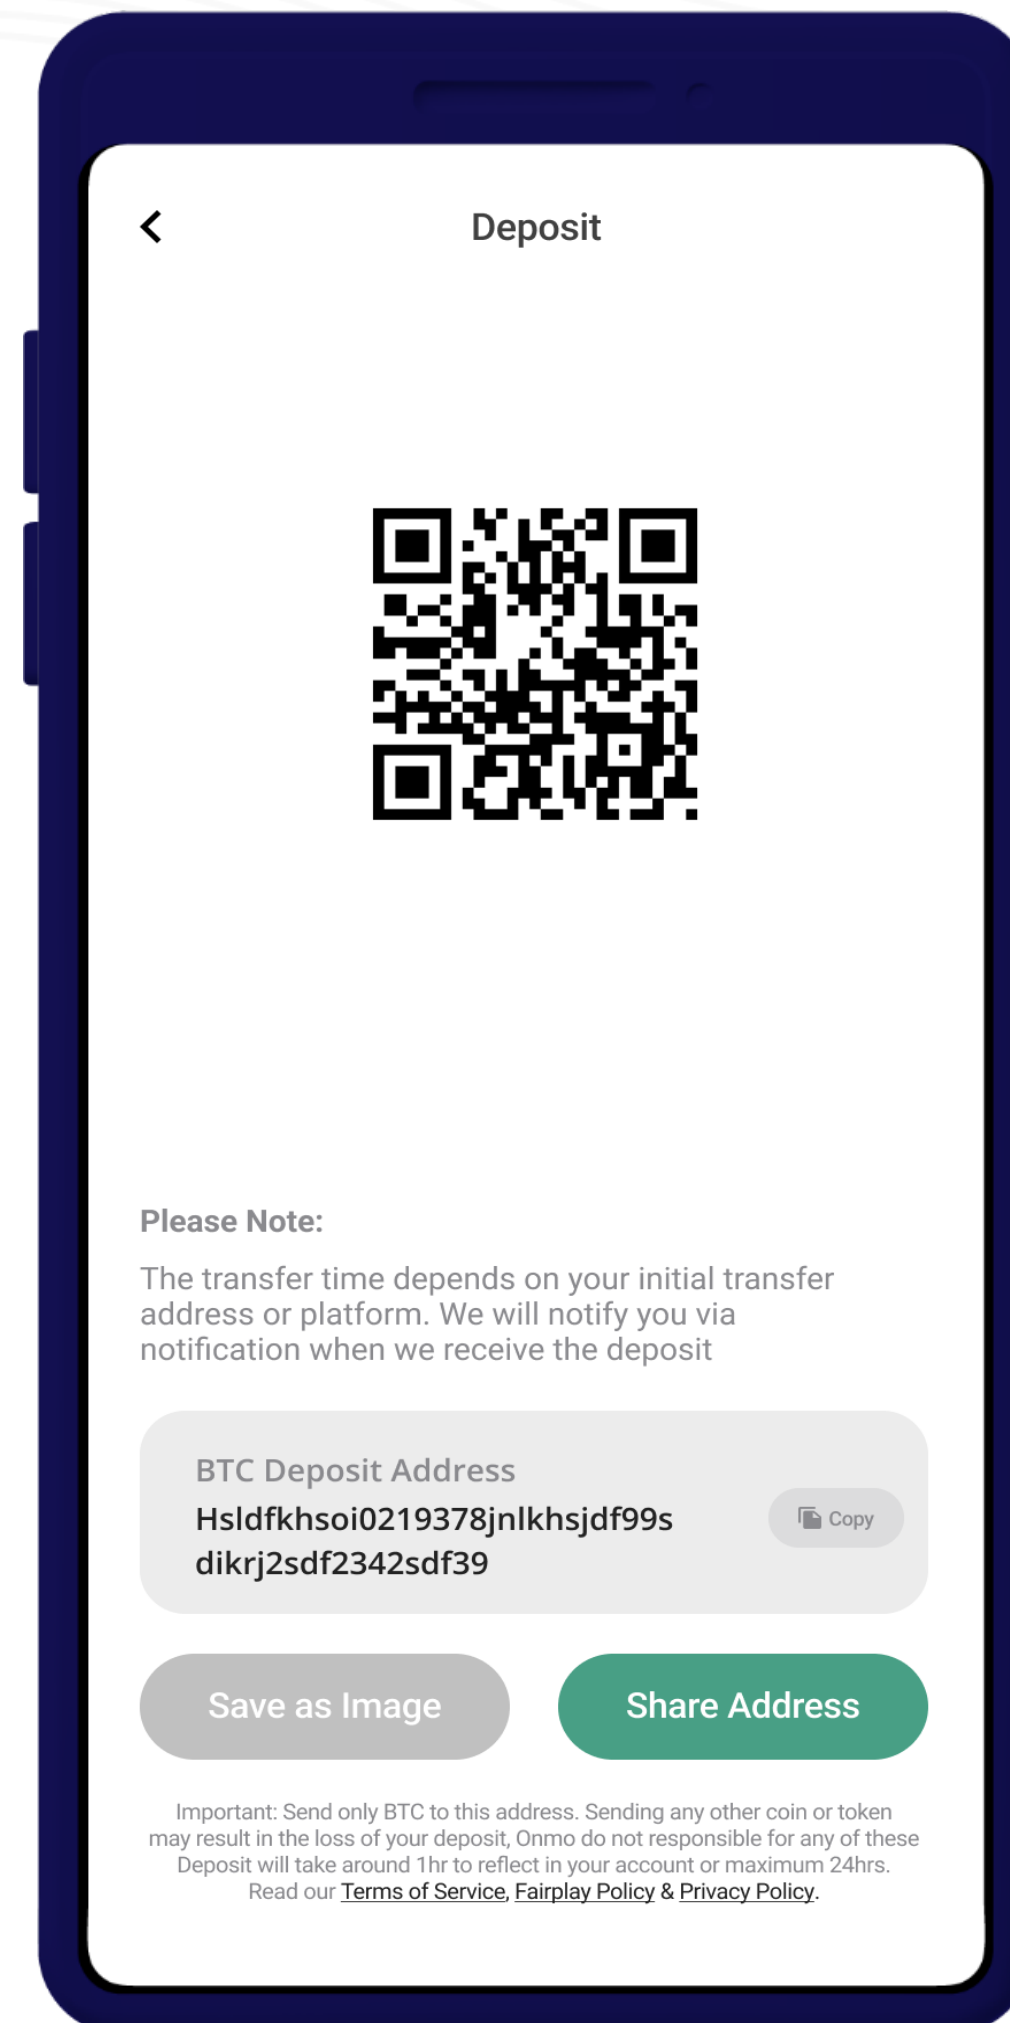 Deposit
Please Note:
The transfer time depends on your initial transfer
address or platform. We will notify you via
notification when we receive the deposit
BTC Deposit Address
Hsldfkhsoi0219378jnlkhsjdf99s
dikrj2sdf2342sdf39
Copy
Save as Image
Share Address
Important: Send only BTC to this address. Sending any other coin or token
may result in the loss of your deposit, Onmo do not responsible for any of these
Deposit will take around 1hr to reflect in your account or maximum 24hrs.
Read our Terms of Service, Fairplay Policy & Privacy Policy.